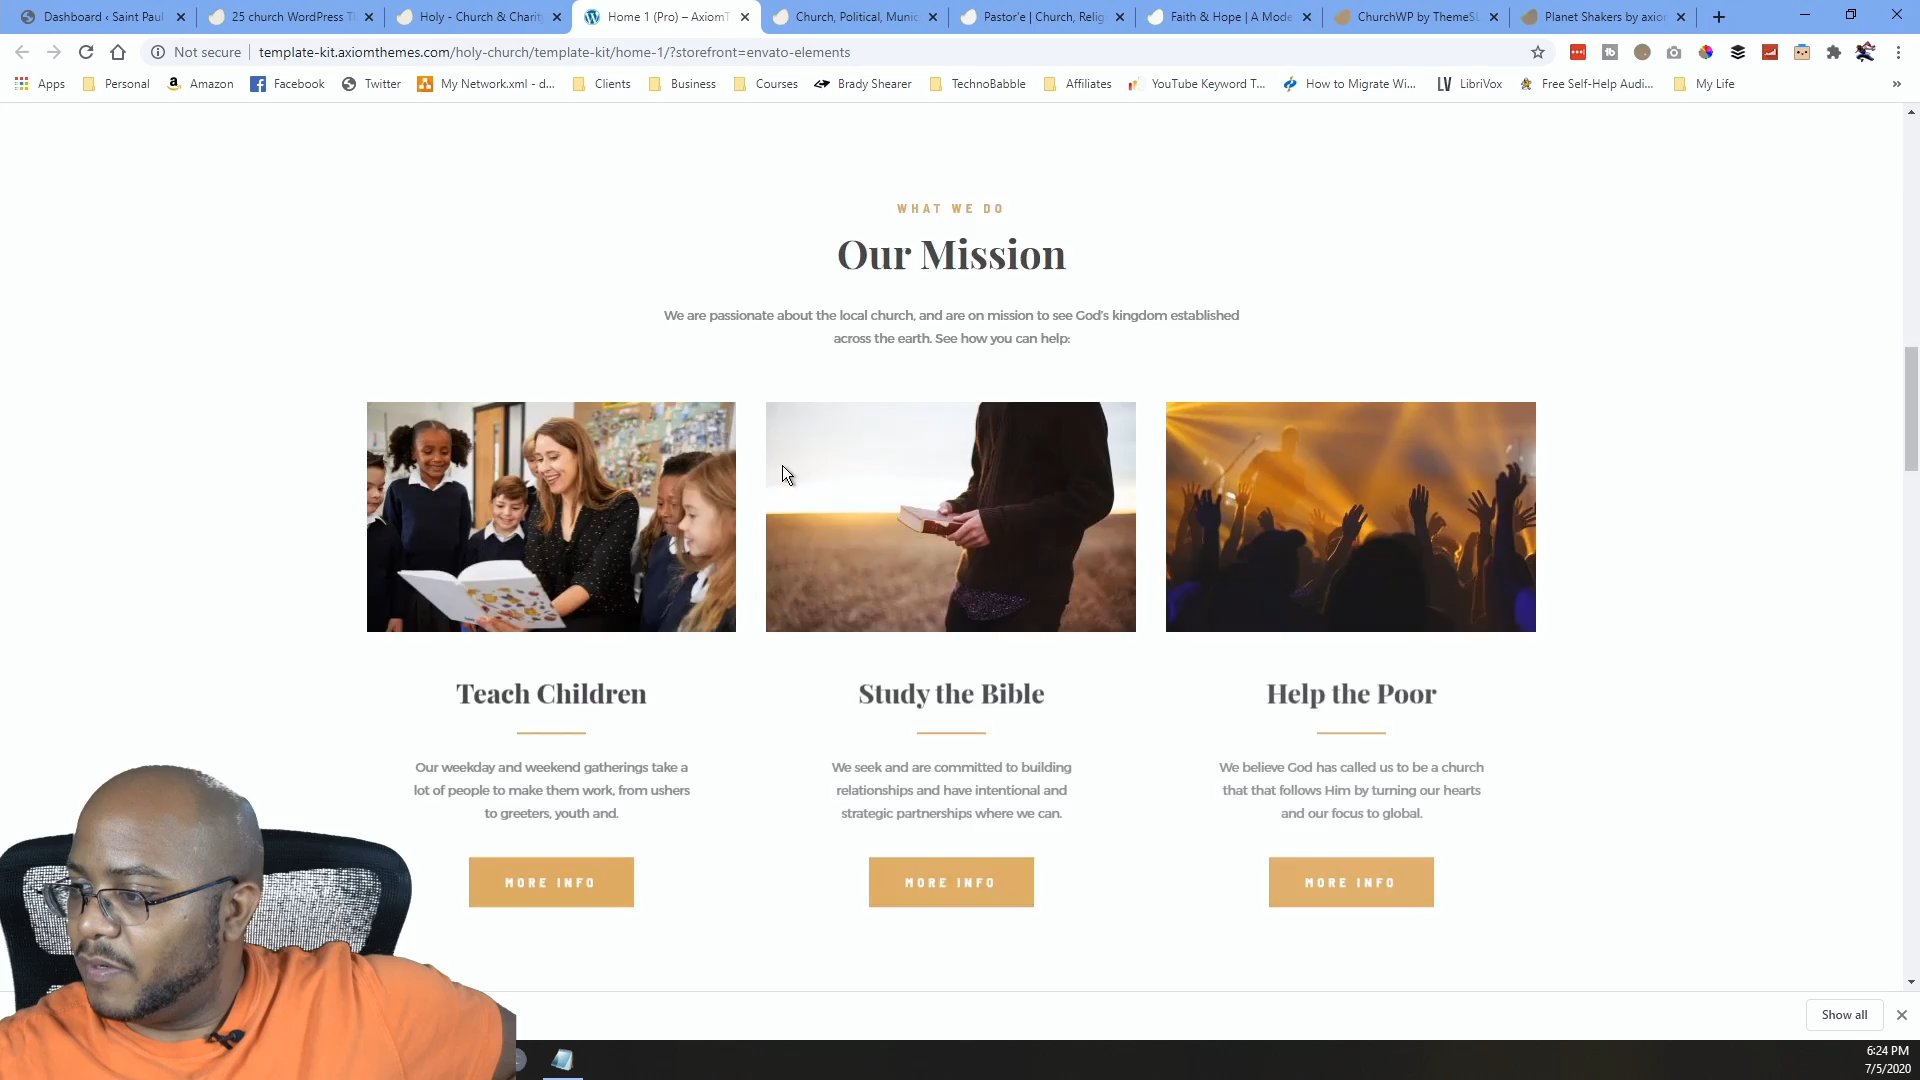 Dashboard ‹ Saint Paul
25 church WordPress Th
Holy - Church & Charity
Home 1 (Pro) – AxiomT
Church, Political, Munic
Pastor'e | Church, Relig
Faith & Hope | A Mode
ChurchWP by ThemeSL
Planet Shakers by axio
Not secure
template-kit.axiomthemes.com/holy-church/template-kit/home-1/?storefront=envato-elements
Apps
Personal
Amazon
Facebook
Twitter
My Network.xml - d...
Clients
Business
Courses
Brady Shearer
TechnoBabble
Affiliates
YouTube Keyword T...
How to Migrate Wi...
LV LibriVox
Free Self-Help Audi...
My Life
»
WHAT WE DO
Our Mission
We are passionate about the local church, and are on mission to see God's kingdom established
across the earth. See how you can help:
Teach Children
Our weekday and weekend gatherings take a
lot of people to make them work, from ushers
to greeters, youth and.
MORE INFO
Study the Bible
We seek and are committed to building
relationships and have intentional and
strategic partnerships where we can.
MORE INFO
Help the Poor
We believe God has called us to be a church
that that follows Him by turning our hearts
and our focus to global.
MORE INFO
Show all
6:24 PM
7/5/2020